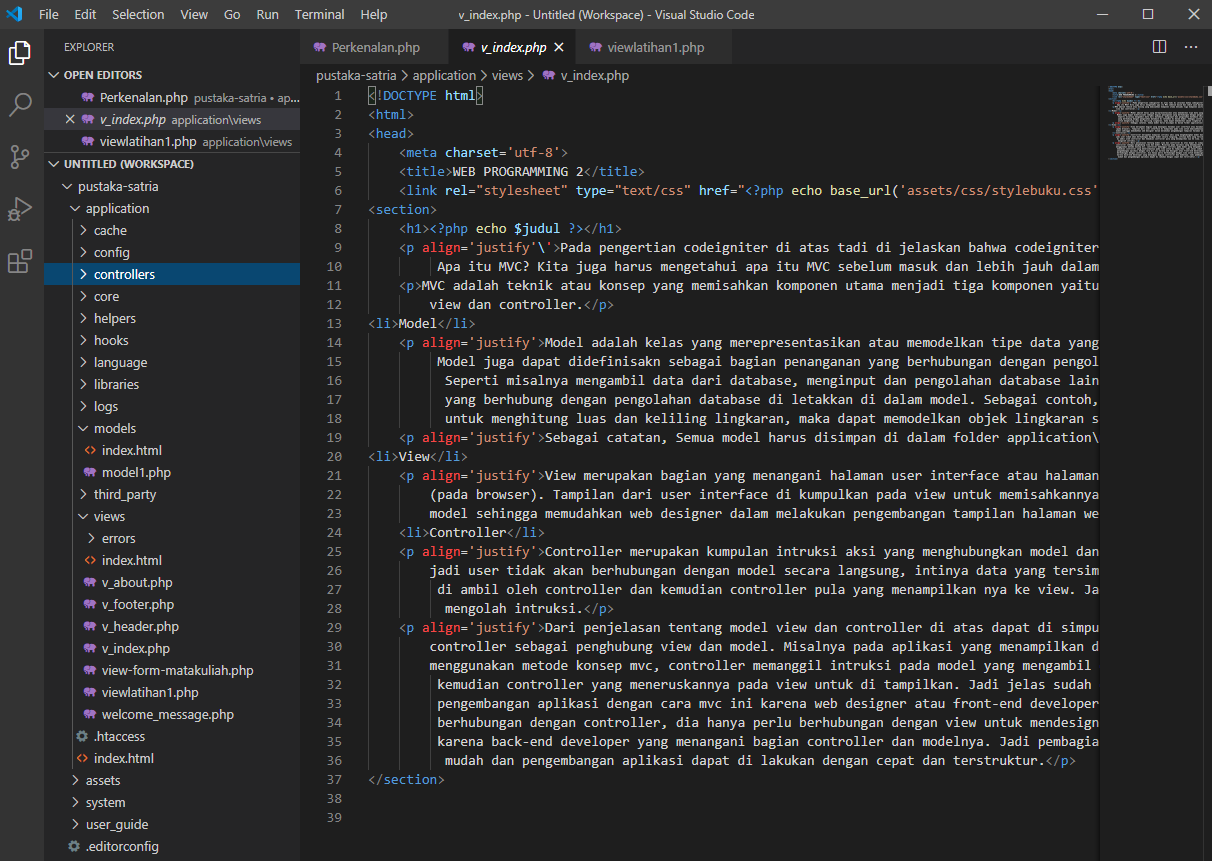 File Edit Selection View Go Run Terminal Help v_index.php - Untitled (Workspace) - Visual Studio Code
EXPLORER
OPEN EDITORS
Perkenalan.php pustaka-satria • ap...
v_index.php application\views
viewlatihan1.php application\views
UNTITLED (WORKSPACE)
pustaka-satria
application
cache
config
controllers
core
helpers
hooks
language
libraries
logs
models
index.html
model1.php
third_party
views
errors
index.html
v_about.php
v_footer.php
v_header.php
v_index.php
view-form-matakuliah.php
viewlatihan1.php
welcome_message.php
.htaccess
index.html
assets
system
user_guide
.editorconfig
Perkenalan.php v_index.php viewlatihan1.php
pustaka-satria > application > views > v_index.php
1 <!DOCTYPE html>
2 <html>
3 <head>
4 <meta charset='utf-8'>
5 <title>WEB PROGRAMMING 2</title>
6 <link rel="stylesheet" type="text/css" href="<?php echo base_url('assets/css/stylebuku.css'
7 <section>
8 <h1><?php echo $judul ?></h1>
9 <p align='justify'\'>Pada pengertian codeigniter di atas tadi di jelaskan bahwa codeigniter
10 Apa itu MVC? Kita juga harus mengetahui apa itu MVC sebelum masuk dan lebih jauh dalam
11 <p>MVC adalah teknik atau konsep yang memisahkan komponen utama menjadi tiga komponen yaitu
12 view dan controller.</p>
13 <li>Model</li>
14 <p align='justify'>Model adalah kelas yang merepresentasikan atau memodelkan tipe data yang
15 Model juga dapat didefinisakn sebagai bagian penanganan yang berhubungan dengan pengol
16 Seperti misalnya mengambil data dari database, menginput dan pengolahan database lain
17 yang berhubung dengan pengolahan database di letakkan di dalam model. Sebagai contoh,
18 untuk menghitung luas dan keliling lingkaran, maka dapat memodelkan objek lingkaran s
19 <p align='justify'>Sebagai catatan, Semua model harus disimpan di dalam folder application\
20 <li>View</li>
21 <p align='justify'>View merupakan bagian yang menangani halaman user interface atau halaman
22 (pada browser). Tampilan dari user interface di kumpulkan pada view untuk memisahkannya
23 model sehingga memudahkan web designer dalam melakukan pengembangan tampilan halaman we
24 <li>Controller</li>
25 <p align='justify'>Controller merupakan kumpulan intruksi aksi yang menghubungkan model dan
26 jadi user tidak akan berhubungan dengan model secara langsung, intinya data yang tersim
27 di ambil oleh controller dan kemudian controller pula yang menampilkan nya ke view. Ja
28 mengolah intruksi.</p>
29 <p align='justify'>Dari penjelasan tentang model view dan controller di atas dapat di simpu
30 controller sebagai penghubung view dan model. Misalnya pada aplikasi yang menampilkan d
31 menggunakan metode konsep mvc, controller memanggil intruksi pada model yang mengambil
32 kemudian controller yang meneruskannya pada view untuk di tampilkan. Jadi jelas sudah
33 pengembangan aplikasi dengan cara mvc ini karena web designer atau front-end developer
34 berhubungan dengan controller, dia hanya perlu berhubungan dengan view untuk mendesign
35 karena back-end developer yang menangani bagian controller dan modelnya. Jadi pembagia
36 mudah dan pengembangan aplikasi dapat di lakukan dengan cepat dan terstruktur.</p>
37 </section>
38
39